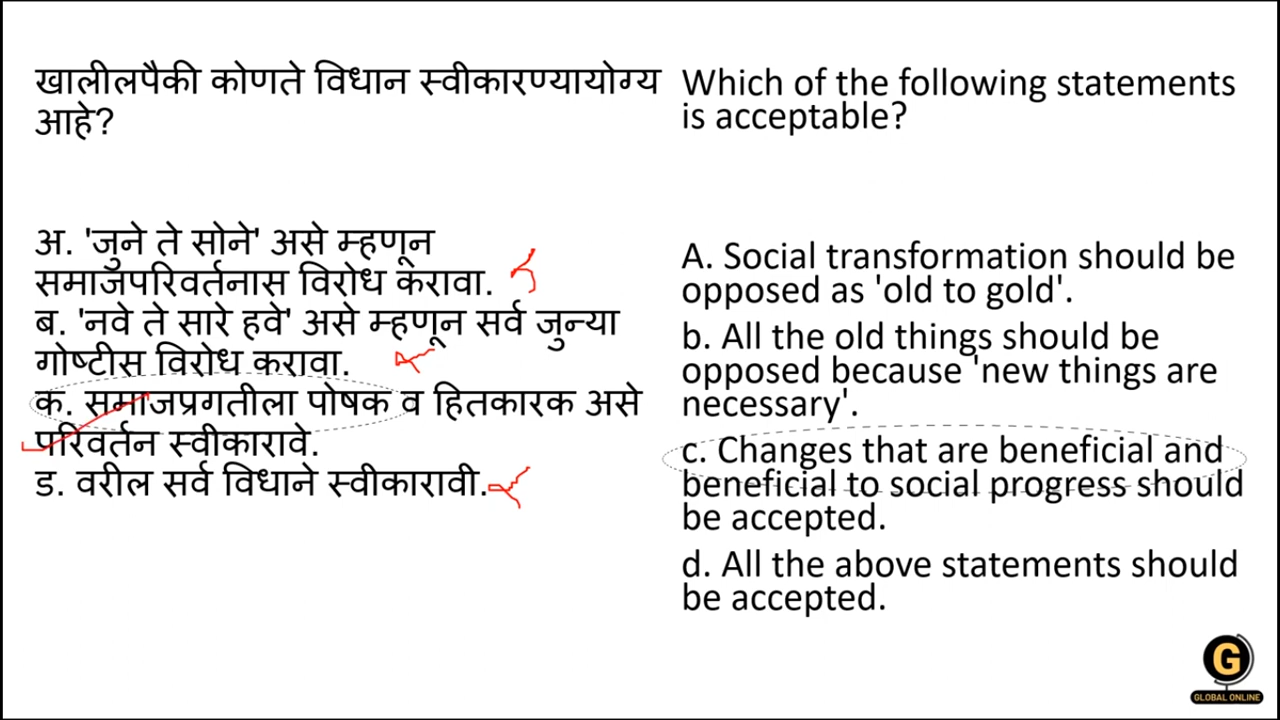 खालीलपैकी कोणते विधान स्वीकारण्यायोग्य
आहे?
अ. 'जुने ते सोने' असे म्हणून
समाजपरिवर्तनास विरोध करावा.
ब. 'नवे ते सारे हवे' असे म्हणून सर्व जुन्या
गोष्टीस विरोध करावा.
क. समाजप्रगतीला पोषक व हितकारक असे
परिवर्तन स्वीकारावे.
ड. वरील सर्व विधाने स्वीकारावी.
Which of the following statements
is acceptable?
A. Social transformation should be
opposed as 'old to gold'.
b. All the old things should be
opposed because 'new things are
necessary'.
c. Changes that are beneficial and
beneficial to social progress should
be accepted.
d. All the above statements should
be accepted.
G
GLOBAL ONLINE